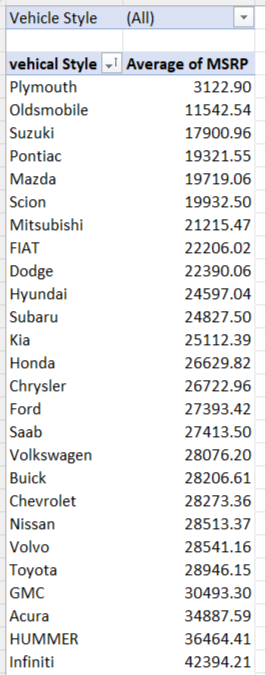 Vehicle Style (All)
vehical Style Average of MSRP
Plymouth 3122.90
Oldsmobile 11542.54
Suzuki 17900.96
Pontiac 19321.55
Mazda 19719.06
Scion 19932.50
Mitsubishi 21215.47
FIAT 22206.02
Dodge 22390.06
Hyundai 24597.04
Subaru 24827.50
Kia 25112.39
Honda 26629.82
Chrysler 26722.96
Ford 27393.42
Saab 27413.50
Volkswagen 28076.20
Buick 28206.61
Chevrolet 28273.36
Nissan 28513.37
Volvo 28541.16
Toyota 28946.15
GMC 30493.30
Acura 34887.59
HUMMER 36464.41
Infiniti 42394.21